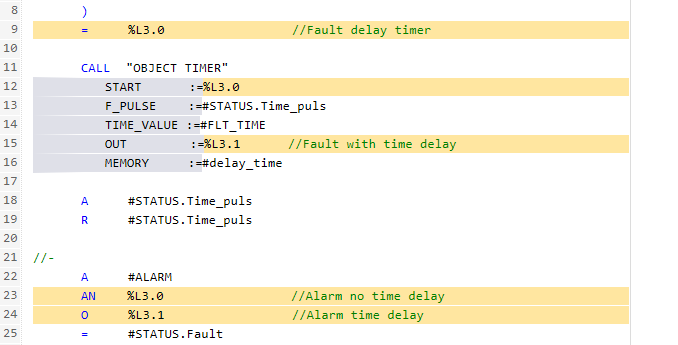 8 )
9 = %L3.0 //Fault delay timer
10
11 CALL "OBJECT TIMER"
12 START :=%L3.0
13 F_PULSE :=#STATUS.Time_puls
14 TIME_VALUE :=#FLT_TIME
15 OUT :=%L3.1 //Fault with time delay
16 MEMORY :=#delay_time
17
18 A #STATUS.Time_puls
19 R #STATUS.Time_puls
20
21 //-
22 A #ALARM
23 AN %L3.0 //Alarm no time delay
24 O %L3.1 //Alarm time delay
25 = #STATUS.Fault